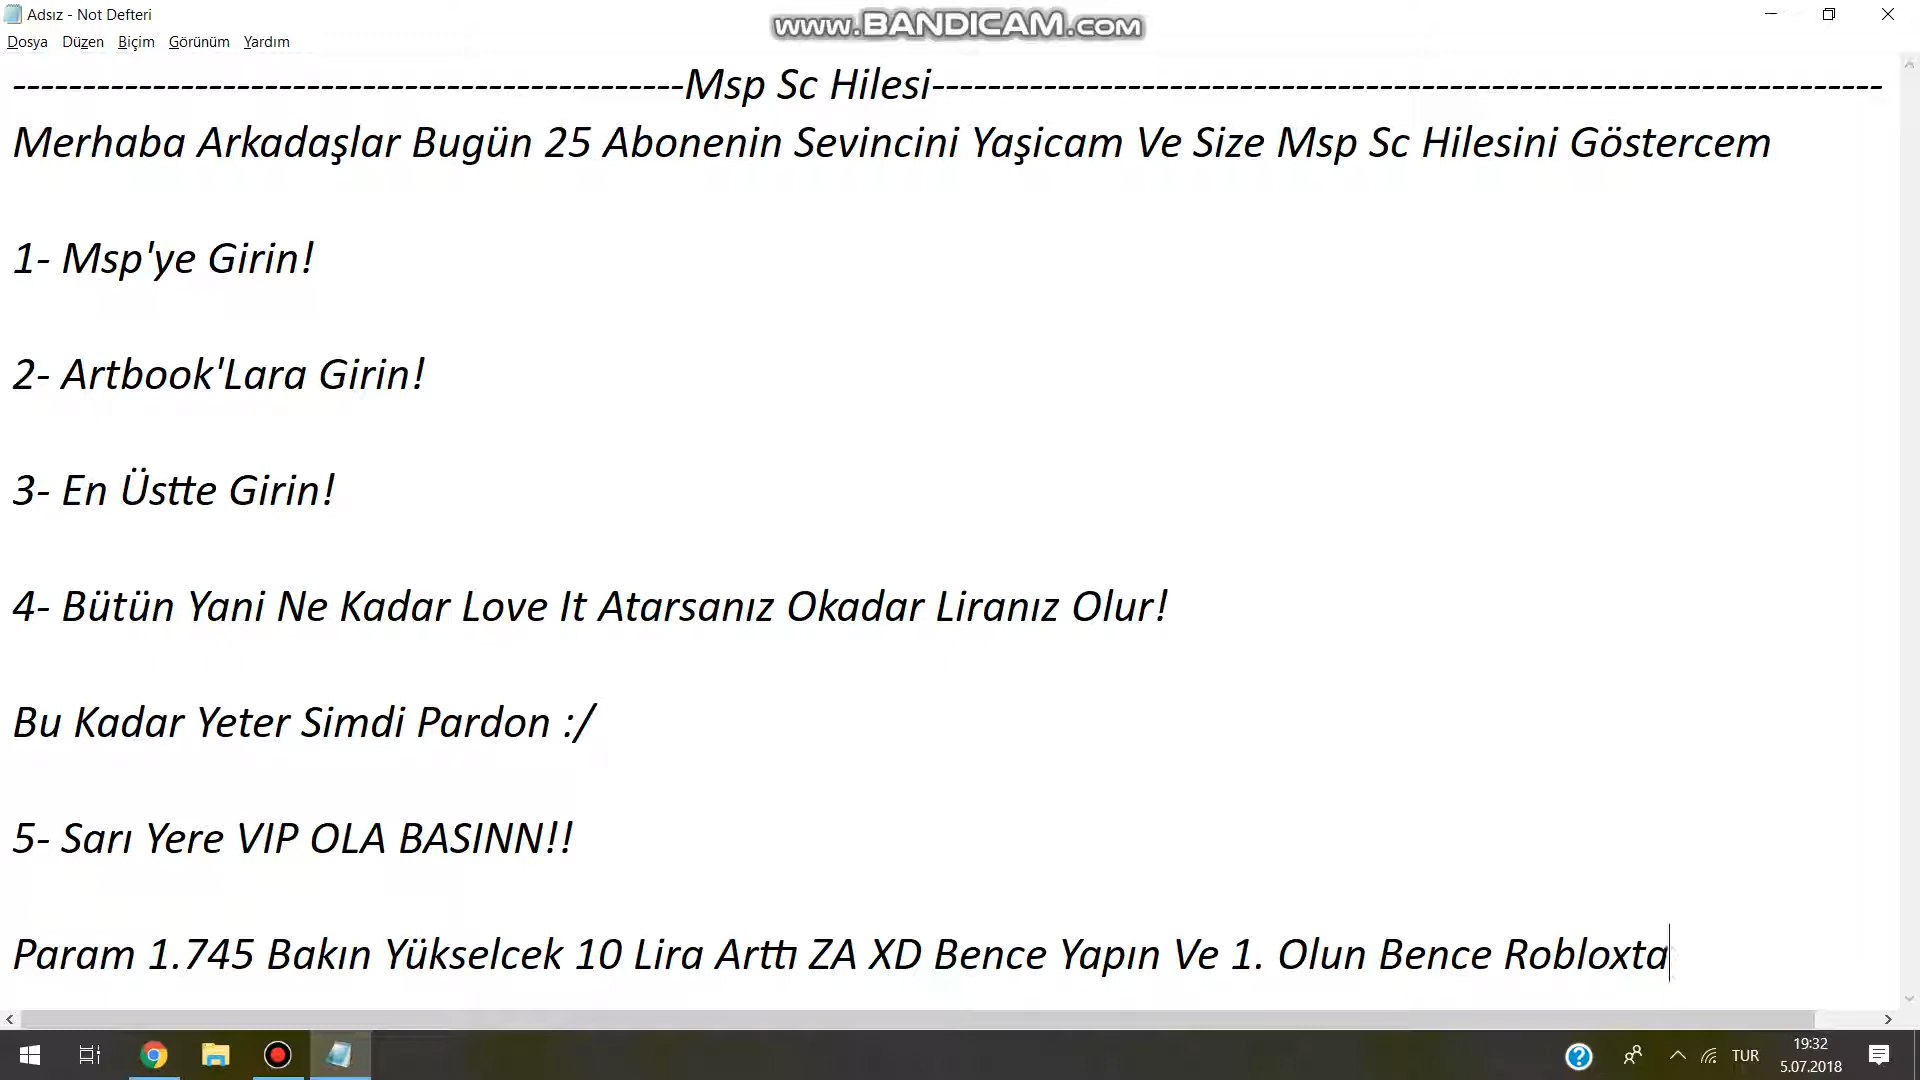 Adsız - Not Defteri
www.BANDICAM.com
Dosya Düzen Biçim Görünüm Yardım
------------------------------------------------Msp Sc Hilesi--------------------------------------------------------------------
Merhaba Arkadaşlar Bugün 25 Abonenin Sevincini Yaşicam Ve Size Msp Sc Hilesini Göstercem
1- Msp'ye Girin!
2- Artbook'Lara Girin!
3- En Üstte Girin!
4- Bütün Yani Ne Kadar Love It Atarsanız Okadar Liranız Olur!
Bu Kadar Yeter Simdi Pardon :/
5- Sarı Yere VIP OLA BASINN!!
Param 1.745 Bakın Yükselcek 10 Lira Arttı ZA XD Bence Yapın Ve 1. Olun Bence Robloxta
TUR
19:32
5.07.2018